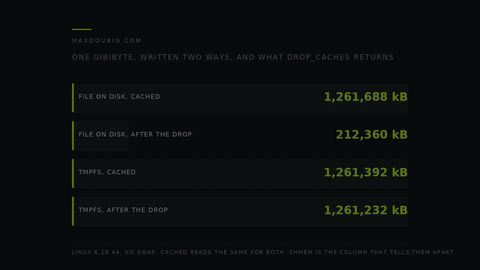 MAXDOURIN.COM
ONE GIBIBYTE, WRITTEN TWO WAYS, AND WHAT DROP_CACHES RETURNS
FILE ON DISK, CACHED 1,261,688 kB
FILE ON DISK, AFTER THE DROP 212,360 kB
TMPFS, CACHED 1,261,392 kB
TMPFS, AFTER THE DROP 1,261,232 kB
LINUX 6.18.44, NO SWAP. CACHED READS THE SAME FOR BOTH. SHMEM IS THE COLUMN THAT TELLS THEM APART.